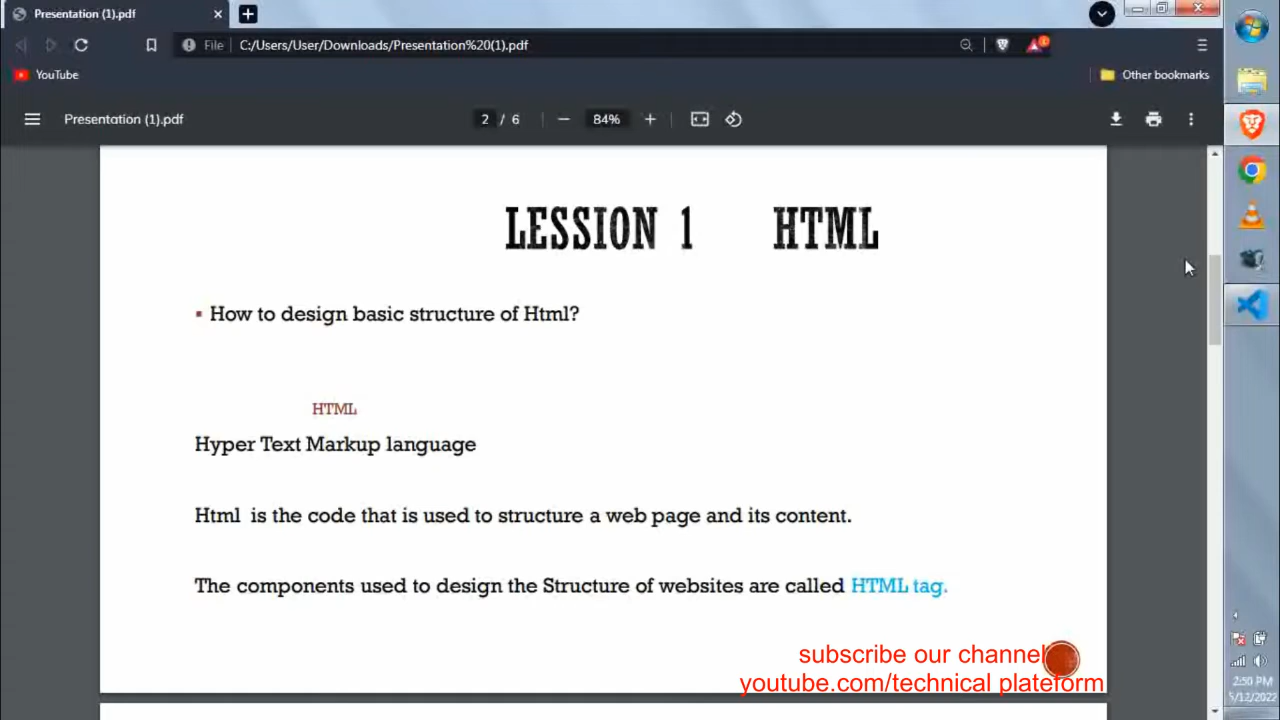 Presentation (1).pdf
File C:/Users/User/Downloads/Presentation%20(1).pdf
YouTube
Other bookmarks
Presentation (1).pdf
2 / 6
84%
LESSION 1 HTML
How to design basic structure of Html?
HTML
Hyper Text Markup language
Html is the code that is used to structure a web page and its content.
The components used to design the Structure of websites are called HTML tag.
subscribe our channel
youtube.com/technical plateform
2:50 PM
5/12/2022